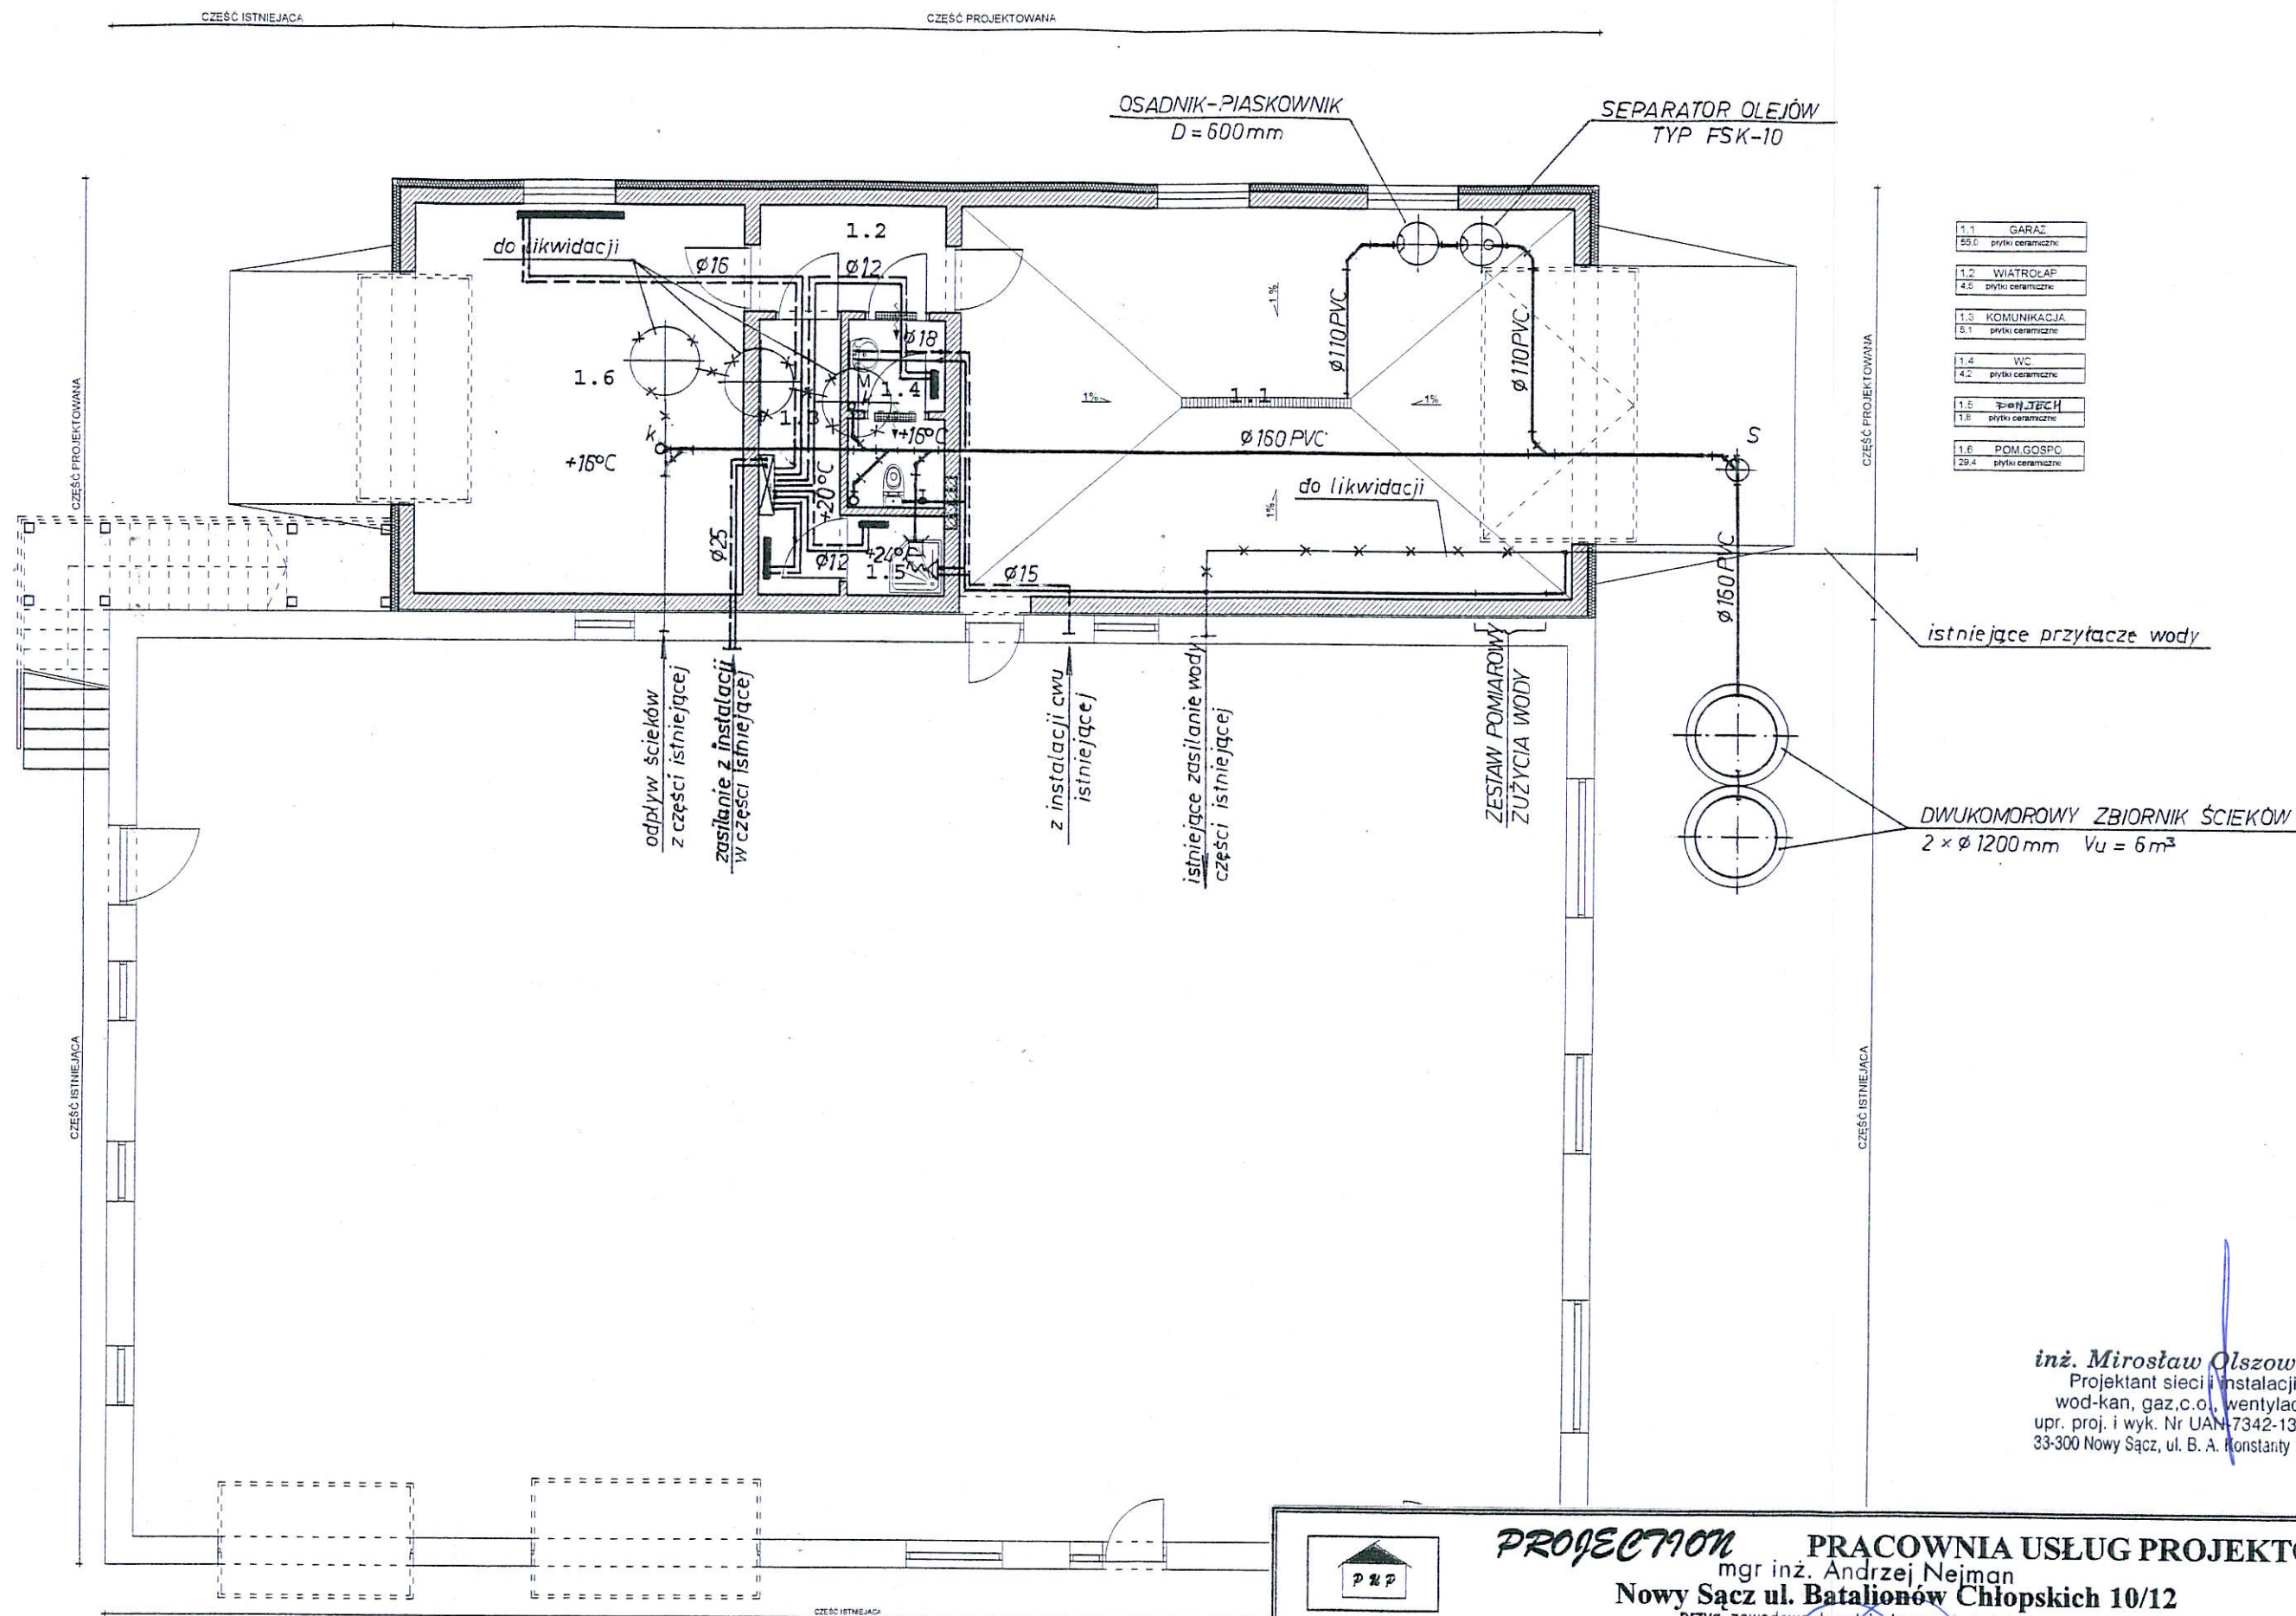 CZĘŚĆ ISTNIEJACA
CZĘŚĆ PROJEKTOWANA
OSADNIK-PIASKOWNIK
D = 600mm
SEPARATOR OLEJÓW
TYP FSK-10
do likwidacji
1.2
Ø16
Ø12
Ø18
1.6
M
1.4
1.3
k
+16°C
+16°C
+20°C
Ø25
Ø12
+24°C
1.5
Ø15
1%
1%
1%
1%
1.1
Ø110PVC
Ø110PVC
Ø160 PVC
S
do likwidacji
Ø160PVC
CZĘŚĆ PROJEKTOWANA
CZĘŚĆ PROJEKTOWANA
1.1 GARAŻ
55,0 płytki ceramiczne
1.2 WIATROŁAP
4,5 płytki ceramiczne
1.3 KOMUNIKACJA
5,1 płytki ceramiczne
1.4 WC
4,2 płytki ceramiczne
1.5 POM.TECH
1,8 płytki ceramiczne
1.6 POM.GOSPO
29,4 płytki ceramiczne
istniejące przyłacze wody
odpływ ścieków
z części istniejącej
zasilanie z instalacji
w części istniejącej
z instalacji cwu
istniejącej
istniejące zasilanie wody
części istniejącej
ZESTAW POMIAROWY
ZUŻYCIA WODY
DWUKOMOROWY ZBIORNIK ŚCIEKÓW
2 × Ø 1200 mm Vu = 6 m³
CZĘŚĆ ISTNIEJĄCA
CZĘŚĆ ISTNIEJĄCA
inż. Mirosław Olszow
Projektant sieci i instalacji
wod-kan, gaz,c.o., wentylac
upr. proj. i wyk. Nr UAN-7342-13
33-300 Nowy Sącz, ul. B. A. Konstanty
P U P
PROJECTION PRACOWNIA USŁUG PROJEKTO
mgr inż. Andrzej Nejman
Nowy Sącz ul. Batalionów Chłopskich 10/12
CZĘŚĆ ISTNIEJĄCA